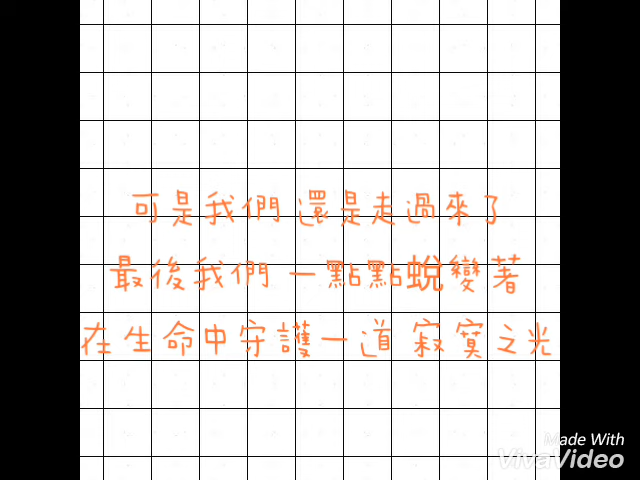 可是我們還是走過來了
最後我們一點點蛻變著
在生命中守護一道 寂寞之光
Made With
VivaVideo